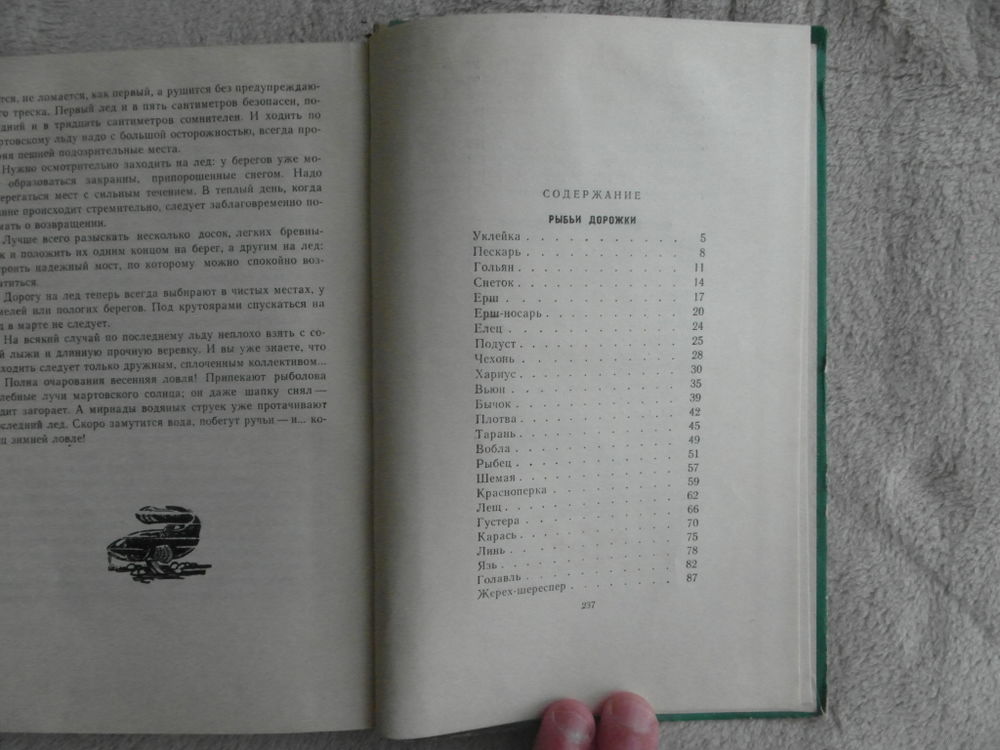 тся, не ломается, как первый, а рушится без предупреждаю-
го треска. Первый лед и в пять сантиметров безопасен, по-
дний и в тридцать сантиметров сомнителен. И ходить по
ртовскому льду надо с большой осторожностью, всегда про-
ряя пешней подозрительные места.
Нужно осмотрительно заходить на лед: у берегов уже мо-
образоваться закраины, припорошенные снегом. Надо
ерегаться мест с сильным течением. В теплый день, когда
ние происходит стремительно, следует заблаговременно по-
мать о возвращении.
Лучше всего разыскать несколько досок, легких бревны-
к и положить их одним концом на берег, а другим на лед:
троить надежный мост, по которому можно спокойно воз-
атиться.
Дорогу на лед теперь всегда выбирают в чистых местах, у
мелей или пологих берегов. Под крутоярами спускаться на
д в марте не следует.
На всякий случай по последнему льду неплохо взять с со-
й лыжи и длинную прочную веревку. И вы уже знаете, что
ходить следует только дружным, сплоченным коллективом...
Полна очарования весенняя ловля! Припекают рыболова
лебные лучи мартовского солнца; он даже шапку снял —
дит загорает. А мириады водяных струек уже протачивают
следний лед. Скоро замутится вода, побегут ручьи — и... ко-
ц зимней ловле!
СОДЕРЖАНИЕ
РЫБЬИ ДОРОЖКИ
Уклейка . . . . . . . . . . 5
Пескарь . . . . . . . . . . 8
Гольян . . . . . . . . . . 11
Снеток . . . . . . . . . . 14
Ерш . . . . . . . . . . 17
Ерш-носарь . . . . . . . . . 20
Елец . . . . . . . . . . 24
Подуст . . . . . . . . . . 25
Чехонь . . . . . . . . . . 28
Хариус . . . . . . . . . . 30
Вьюн . . . . . . . . . . 35
Бычок . . . . . . . . . . 39
Плотва . . . . . . . . . . 42
Тарань . . . . . . . . . . 45
Вобла . . . . . . . . . . 49
Рыбец . . . . . . . . . . 51
Шемая . . . . . . . . . . 57
Красноперка . . . . . . . . 59
Лещ . . . . . . . . . . 62
Густера . . . . . . . . . . 66
Карась . . . . . . . . . . 70
Линь . . . . . . . . . . 75
Язь . . . . . . . . . . 78
Голавль . . . . . . . . . . 82
Жерех-шереспер . . . . . . . 87
237